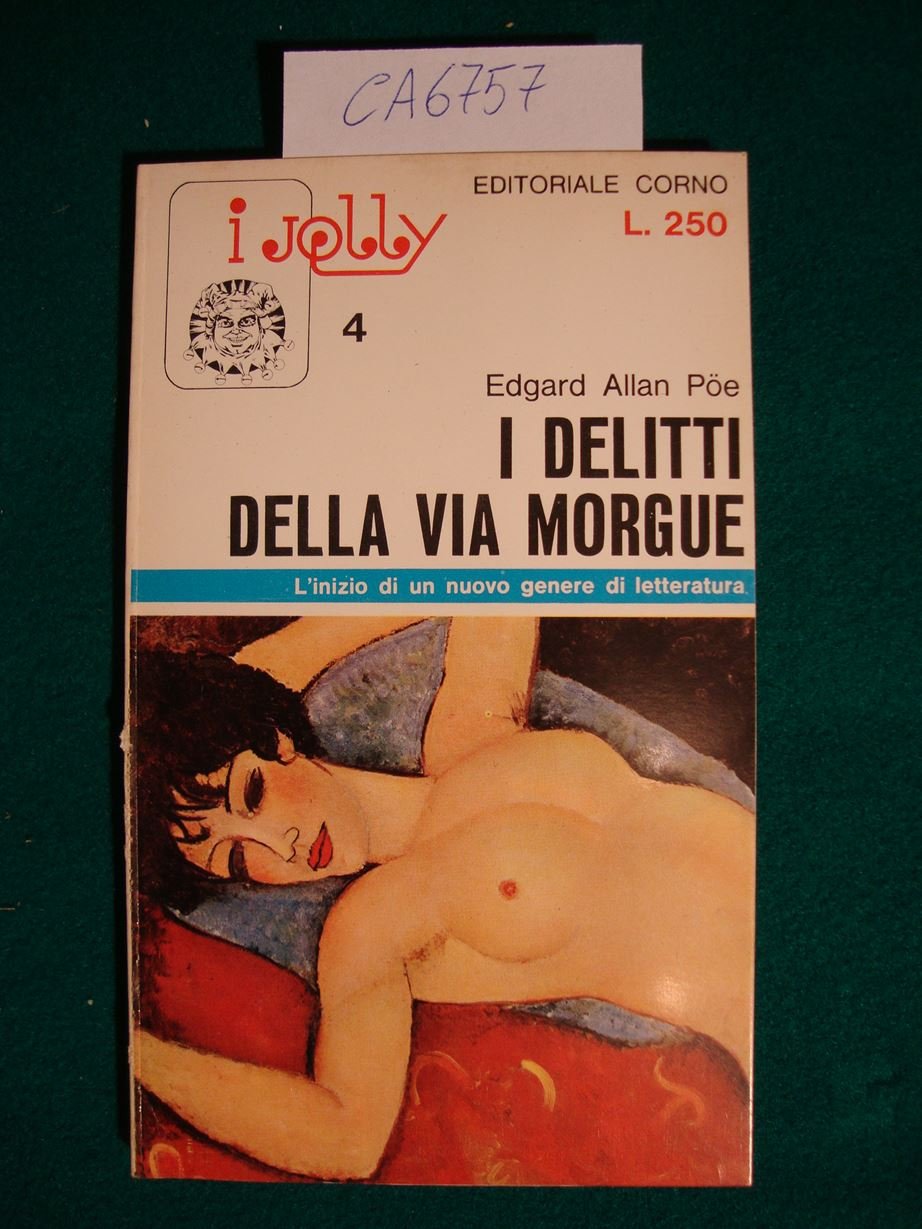 CA6757
EDITORIALE CORNO
i Jolly
L. 250
4
Edgard Allan Pöe
I DELITTI
DELLA VIA MORGUE
L'inizio di un nuovo genere di letteratura